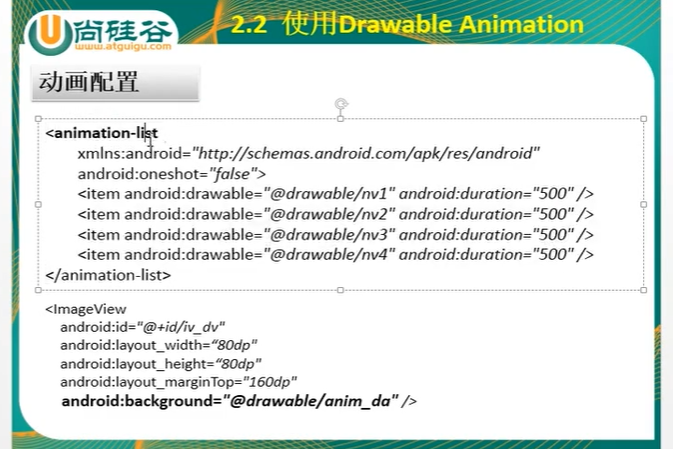 尚硅谷
www.atguigu.com
2.2 使用Drawable Animation
动画配置
<animation-list
xmlns:android="http://schemas.android.com/apk/res/android"
android:oneshot="false">
<item android:drawable="@drawable/nv1" android:duration="500" />
<item android:drawable="@drawable/nv2" android:duration="500" />
<item android:drawable="@drawable/nv3" android:duration="500" />
<item android:drawable="@drawable/nv4" android:duration="500" />
</animation-list>
<ImageView
android:id="@+id/iv_dv"
android:layout_width=“80dp"
android:layout_height=“80dp"
android:layout_marginTop="160dp"
android:background="@drawable/anim_da" />